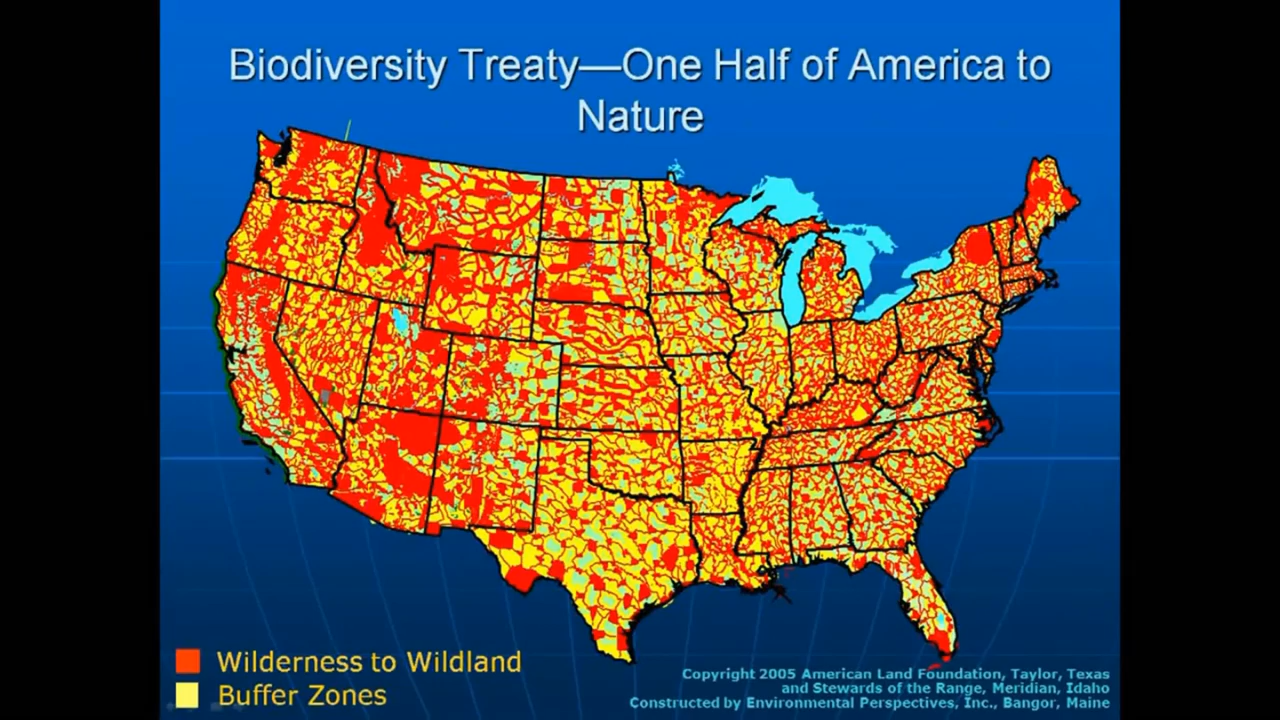 Biodiversity Treaty—One Half of America to
Nature
Wilderness to Wildland
Buffer Zones
Copyright 2005 American Land Foundation, Taylor, Texas
and Stewards of the Range, Meridian, Idaho
Constructed by Environmental Perspectives, Inc., Bangor, Maine